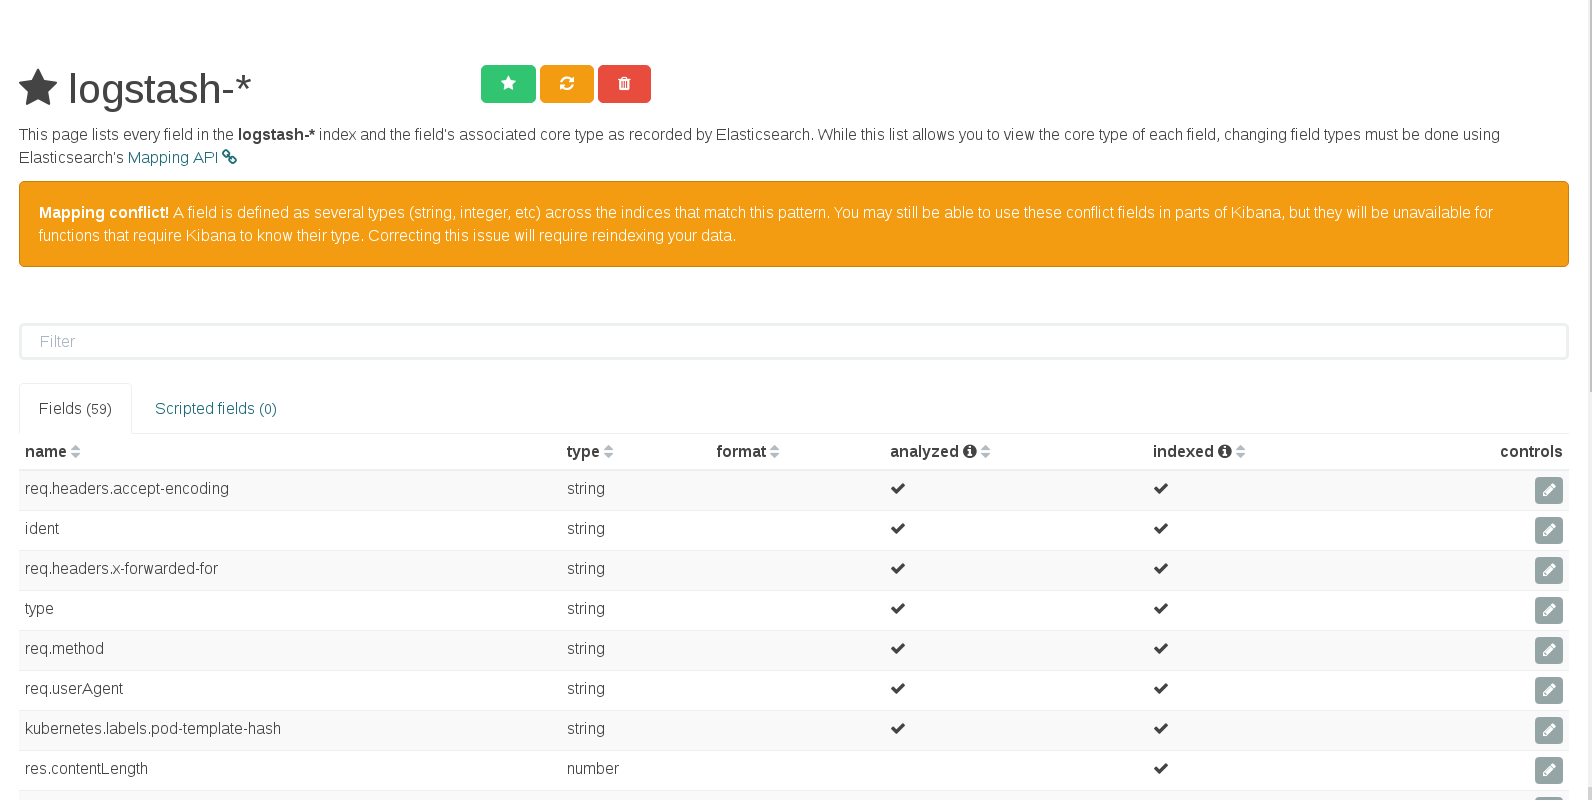 logstash-*
This page lists every field in the logstash-* index and the field's associated core type as recorded by Elasticsearch. While this list allows you to view the core type of each field, changing field types must be done using
Elasticsearch's Mapping API
Mapping conflict! A field is defined as several types (string, integer, etc) across the indices that match this pattern. You may still be able to use these conflict fields in parts of Kibana, but they will be unavailable for
functions that require Kibana to know their type. Correcting this issue will require reindexing your data.
Filter
Fields (59) Scripted fields (0)
name type format analyzed indexed controls
req.headers.accept-encoding string
ident string
req.headers.x-forwarded-for string
type string
req.method string
req.userAgent string
kubernetes.labels.pod-template-hash string
res.contentLength number